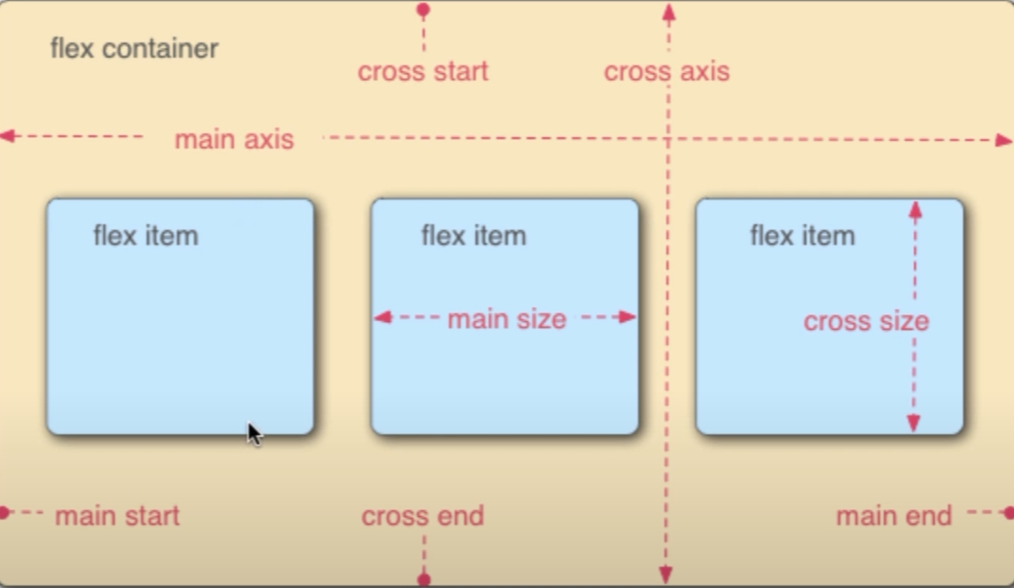 flex container
cross start
cross axis
main axis
flex item
flex item
flex item
main size
cross size
main start
cross end
main end